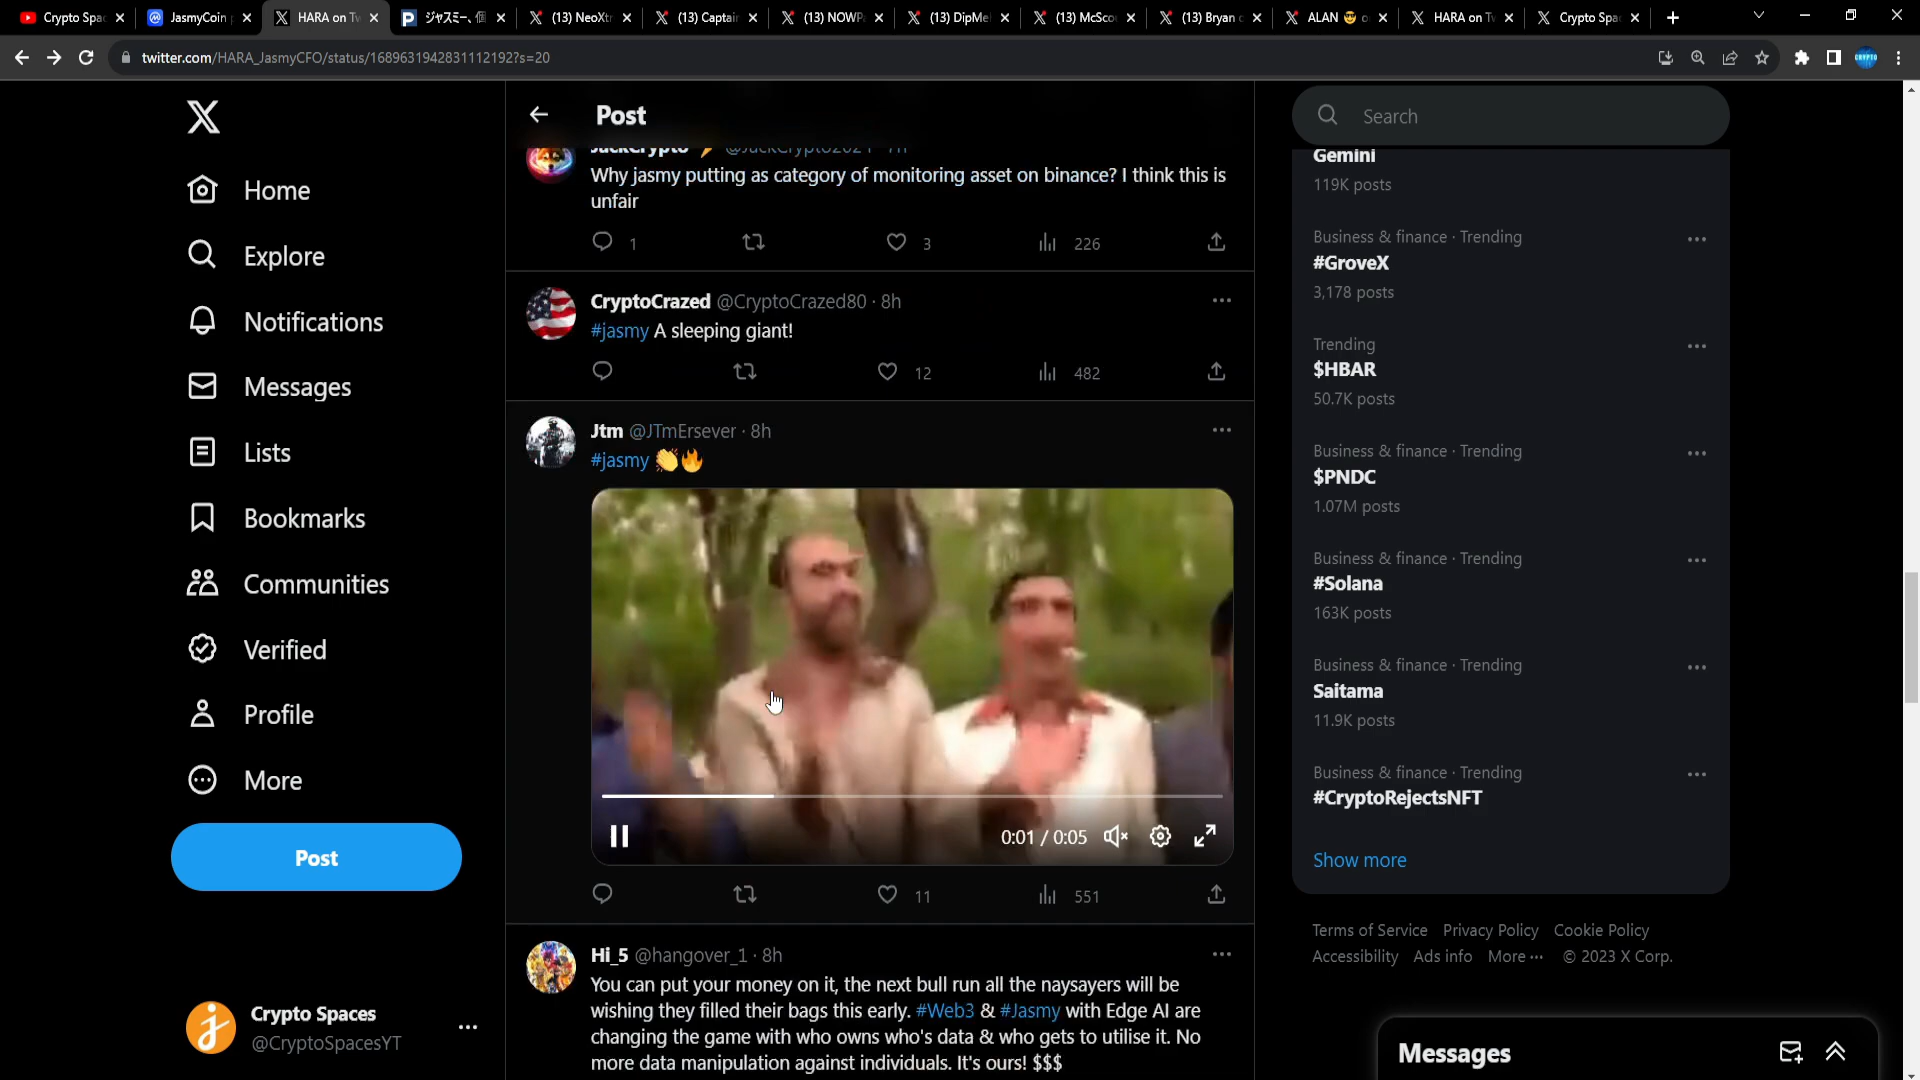 Crypto Spa
JasmyCoin
HARA on Tw
ジャスミー、個
(13) NeoXt
(13) Captai
(13) NOWP
(13) DipMe
(13) McSco
(13) Bryan
ALAN 😎
HARA on Tw
Crypto Spa
twitter.com/HARA_JasmyCFO/status/1689631942831112192?s=20
X
Home
Explore
Notifications
Messages
Lists
Bookmarks
Communities
Verified
Profile
More
Post
Crypto Spaces
@CryptoSpacesYT
Post
JackCrypto ⚡ @JackCrypto2021 · 7h
Why jasmy putting as category of monitoring asset on binance? I think this is
unfair
1
3
226
CryptoCrazed @CryptoCrazed80 · 8h
#jasmy A sleeping giant!
12
482
Jtm @JTmErsever · 8h
#jasmy 👏🔥
0:01 / 0:05
11
551
Hi_5 @hangover_1 · 8h
You can put your money on it, the next bull run all the naysayers will be
wishing they filled their bags this early. #Web3 & #Jasmy with Edge AI are
changing the game with who owns who's data & who gets to utilise it. No
more data manipulation against individuals. It's ours! $$$
Search
Gemini
119K posts
Business & finance · Trending
#GroveX
3,178 posts
Trending
$HBAR
50.7K posts
Business & finance · Trending
$PNDC
1.07M posts
Business & finance · Trending
#Solana
163K posts
Business & finance · Trending
Saitama
11.9K posts
Business & finance · Trending
#CryptoRejectsNFT
Show more
Terms of Service Privacy Policy Cookie Policy
Accessibility Ads info More ··· © 2023 X Corp.
Messages